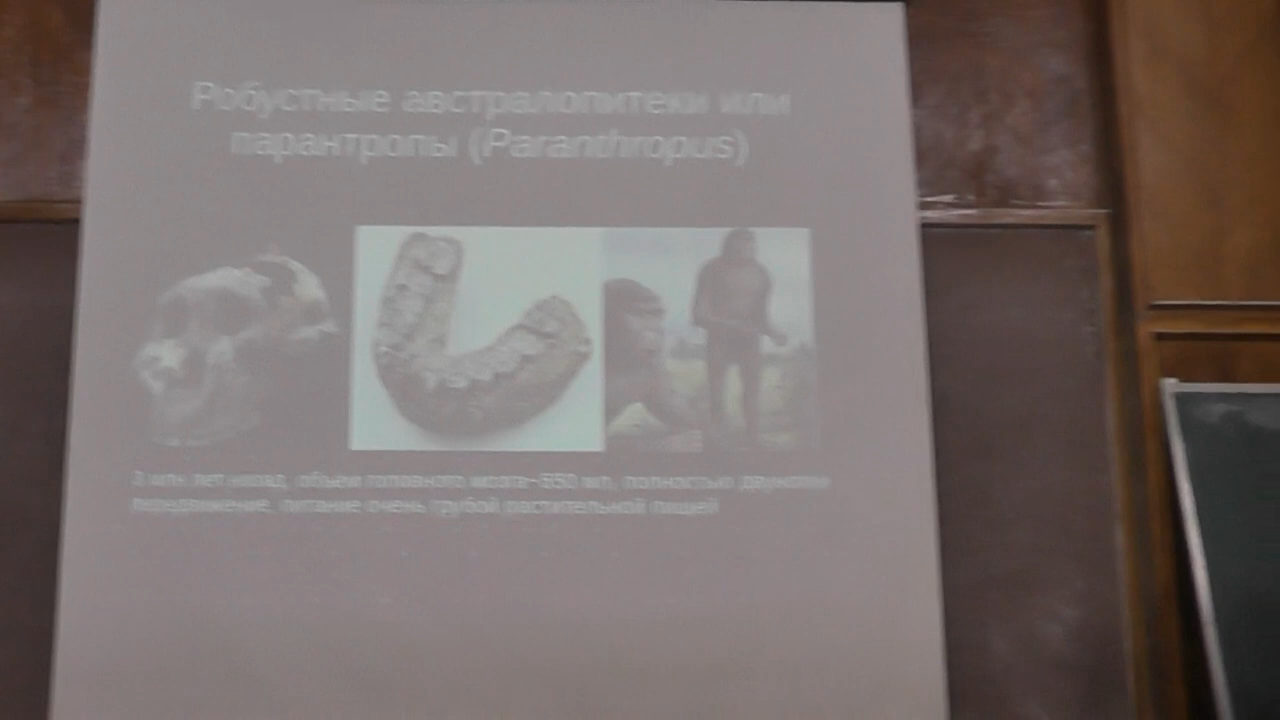 Робустные австралопитеки или
парантропы (Paranthropus)
3 млн лет назад, объем головного мозга~550 мл, полностью двуногое
передвижение, питание очень грубой растительной пищей